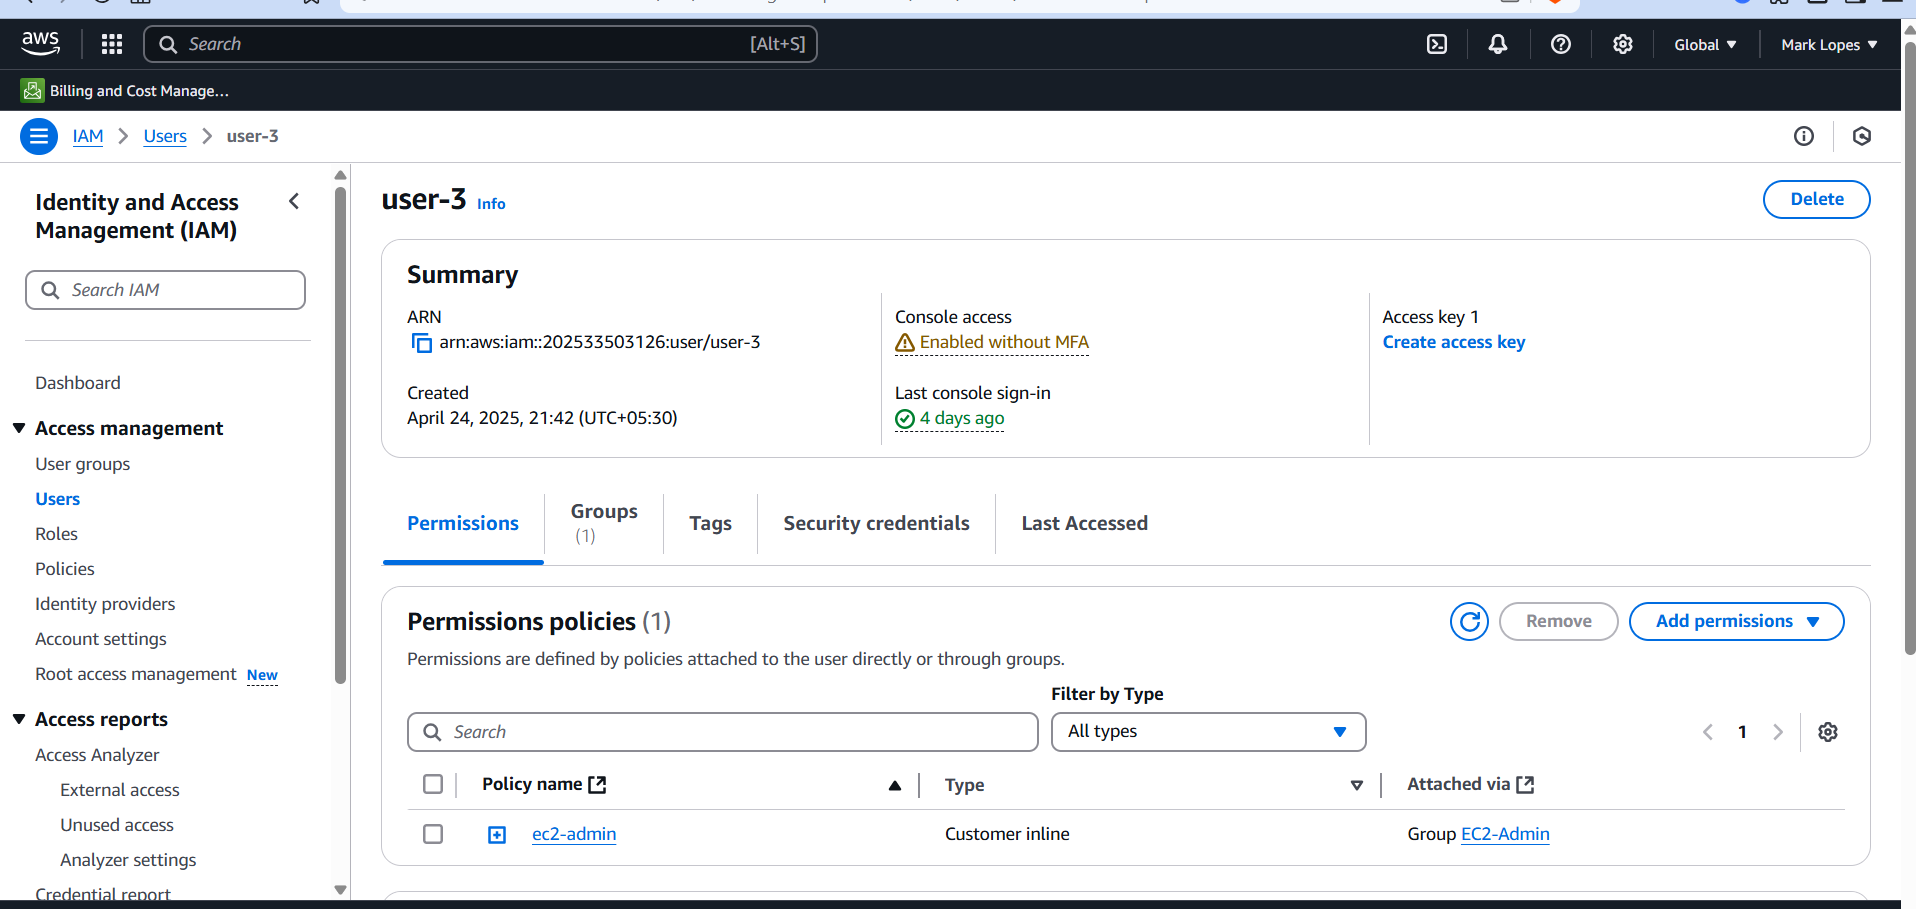 aws
Search [Alt+S]
Global
Mark Lopes
Billing and Cost Manage...
IAM
Users
user-3
Identity and Access
Management (IAM)
Search IAM
Dashboard
Access management
User groups
Users
Roles
Policies
Identity providers
Account settings
Root access management New
Access reports
Access Analyzer
External access
Unused access
Analyzer settings
Credential report
user-3 Info
Delete
Summary
ARN
arn:aws:iam::202533503126:user/user-3
Created
April 24, 2025, 21:42 (UTC+05:30)
Console access
Enabled without MFA
Last console sign-in
4 days ago
Access key 1
Create access key
Permissions
Groups
(1)
Tags
Security credentials
Last Accessed
Permissions policies (1)
Remove
Add permissions
Permissions are defined by policies attached to the user directly or through groups.
Filter by Type
Search
All types
1
Policy name
Type
Attached via
ec2-admin
Customer inline
Group EC2-Admin